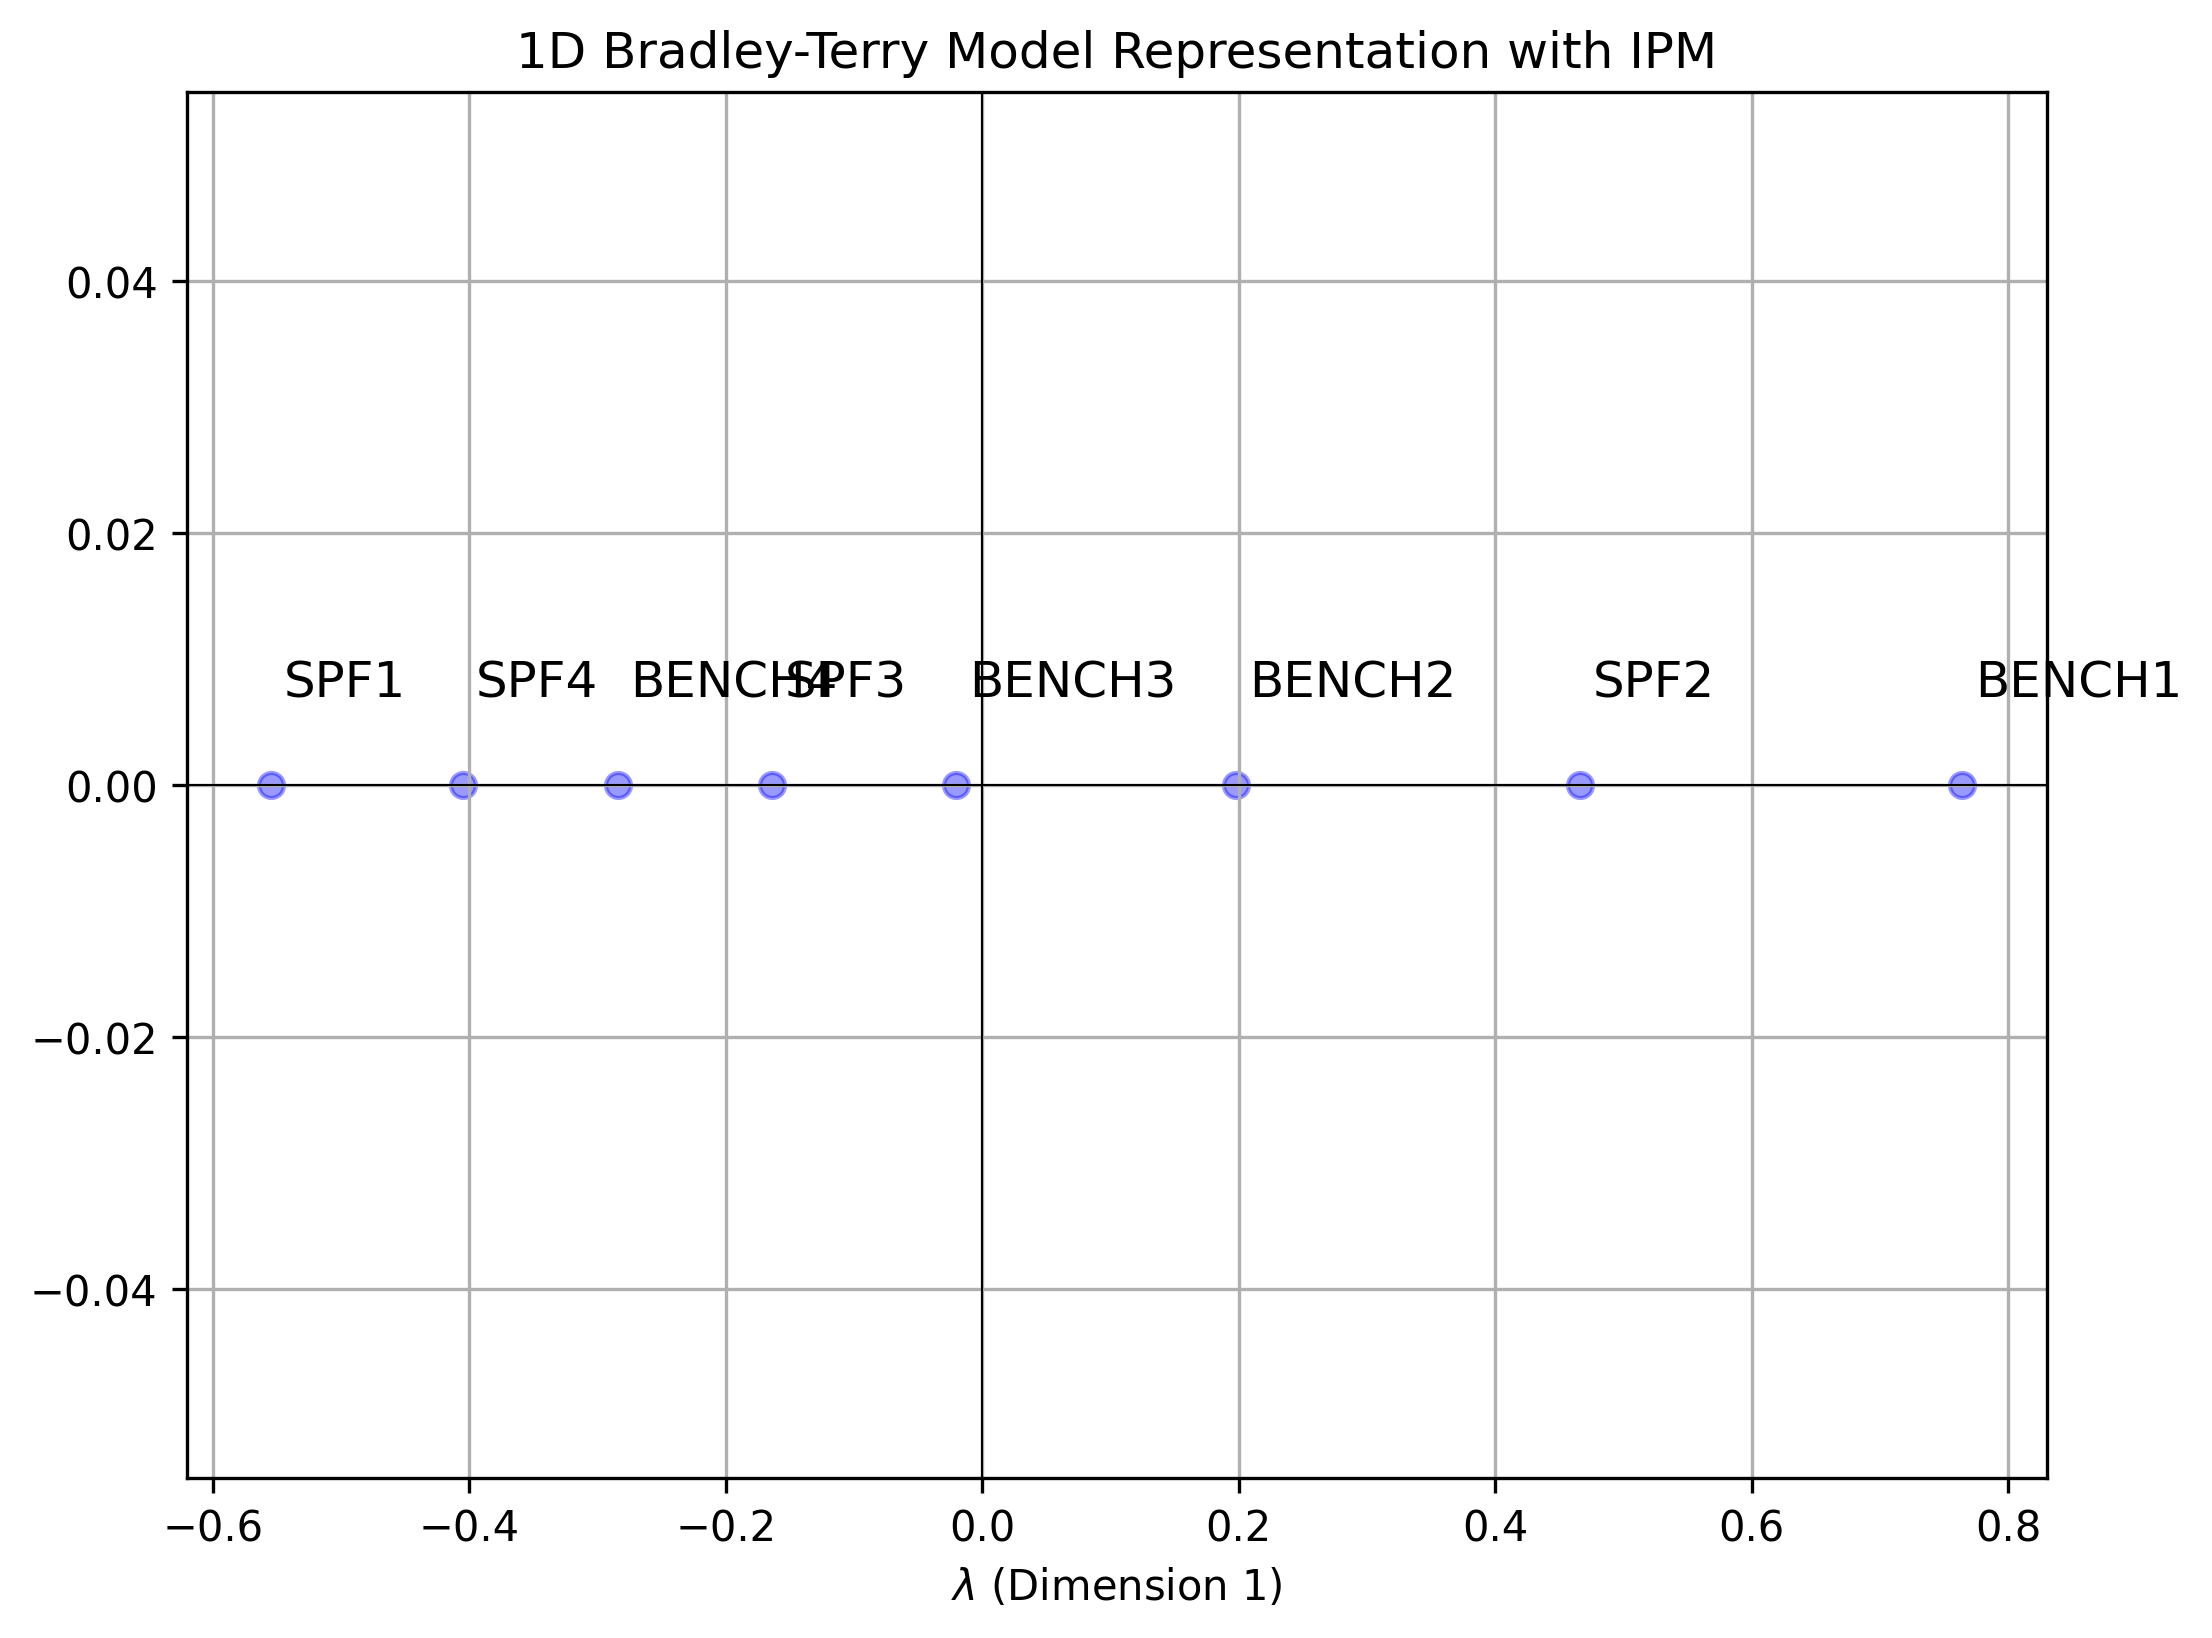 1D Bradley-Terry Model Representation with IPM
0.04
0.02
SPF1 SPF4 BENCH4 SPF3 BENCH3 BENCH2 SPF2 BENCH1
0.00
−0.02
−0.04
−0.6 −0.4 −0.2 0.0 0.2 0.4 0.6 0.8
λ (Dimension 1)